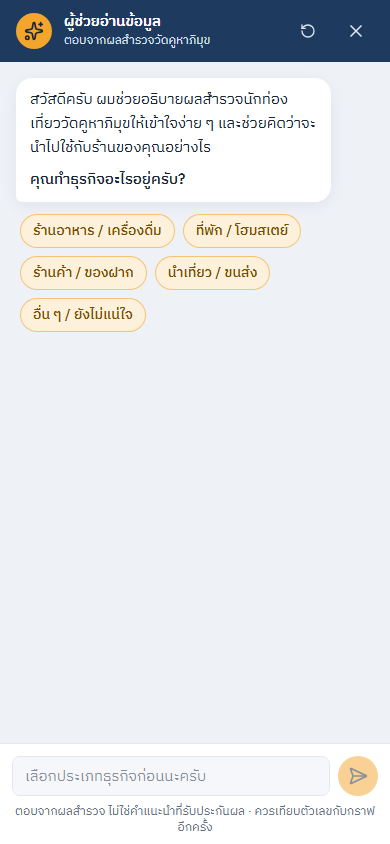 ผู้ช่วยอ่านข้อมูล
ตอบจากผลสำรวจวัดคูหาภิมุข
สวัสดีครับ ผมช่วยอธิบายผลสำรวจนักท่อง
เที่ยววัดคูหาภิมุขให้เข้าใจง่าย ๆ และช่วยคิดว่าจะ
นำไปใช้กับร้านของคุณอย่างไร
คุณทำธุรกิจอะไรอยู่ครับ?
ร้านอาหาร / เครื่องดื่ม
ที่พัก / โฮมสเตย์
ร้านค้า / ของฝาก
นำเที่ยว / ขนส่ง
อื่น ๆ / ยังไม่แน่ใจ
เลือกประเภทธุรกิจก่อนนะครับ
ตอบจากผลสำรวจ ไม่ใช่คำแนะนำที่รับประกันผล · ควรเทียบตัวเลขกับกราฟ
อีกครั้ง